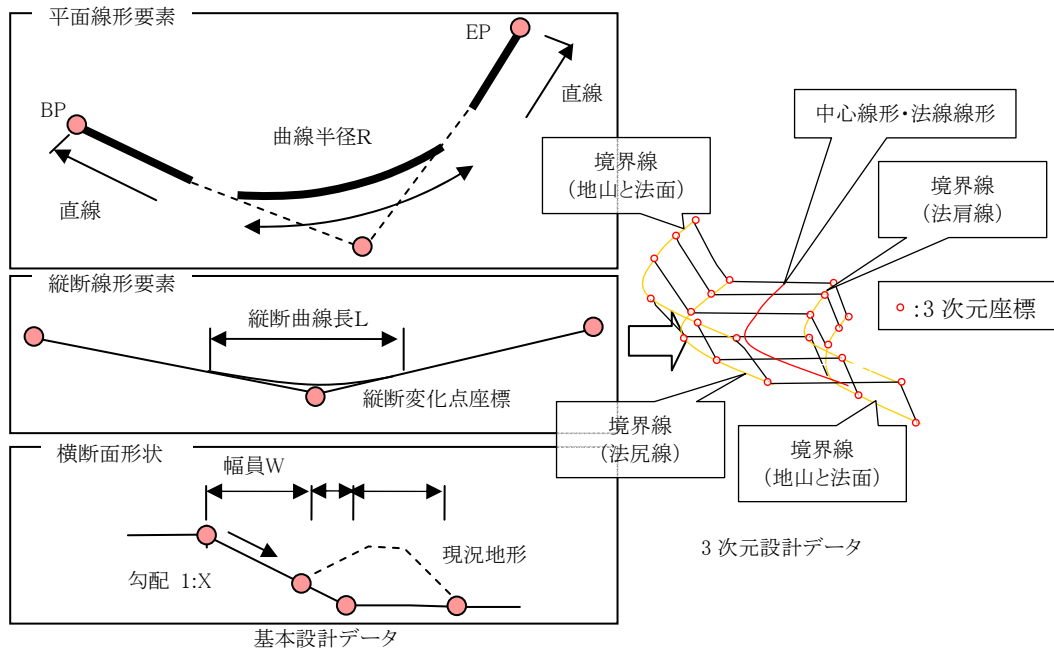 平面線形要素
EP
BP
直線
曲線半径R
直線
縦断線形要素
縦断曲線長L
縦断変化点座標
横断面形状
幅員W
勾配 1:X
現況地形
基本設計データ
中心線形・法線線形
境界線
(地山と法面)
境界線
(法肩線)
:3次元座標
境界線
(法尻線)
境界線
(地山と法面)
3次元設計データ